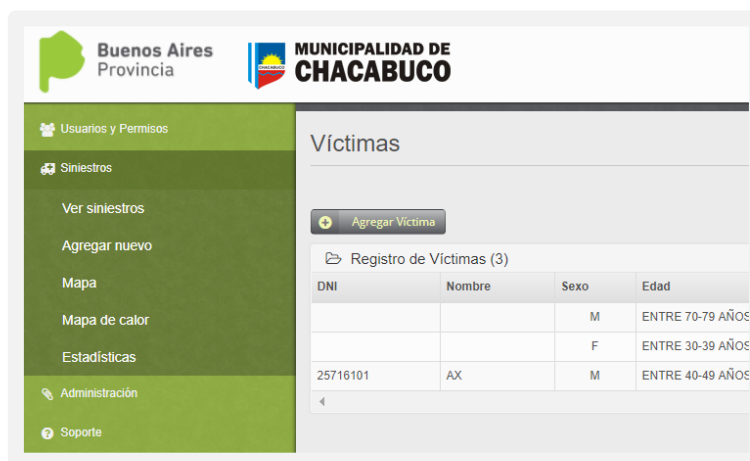 Buenos Aires
Provincia
CHACABUCO
MUNICIPALIDAD DE
CHACABUCO
Usuarios y Permisos
Siniestros
Ver siniestros
Agregar nuevo
Mapa
Mapa de calor
Estadísticas
Administración
Soporte
Víctimas
Agregar Víctima
Registro de Víctimas (3)
DNI Nombre Sexo Edad
M ENTRE 70-79 AÑOS
F ENTRE 30-39 AÑOS
25716101 AX M ENTRE 40-49 AÑOS